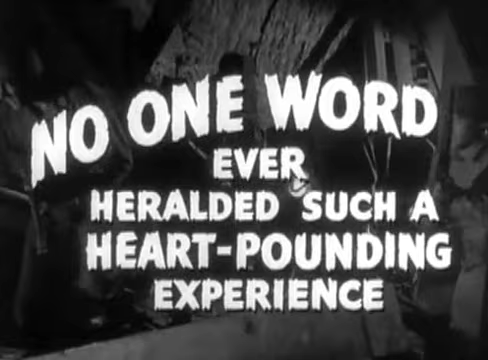 NO ONE WORD
EVER
HERALDED SUCH A
HEART-POUNDING
EXPERIENCE